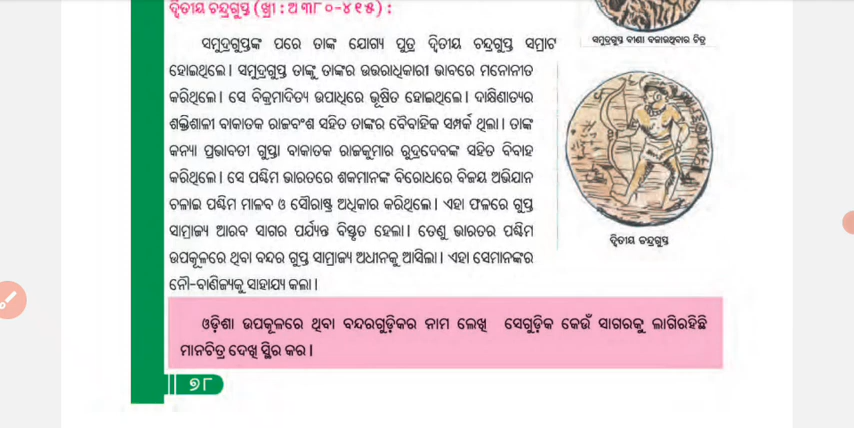 ଦ୍ୱିତୀୟ ଚନ୍ଦ୍ରଗୁପ୍ତ (ଖ୍ରୀ : ଅ ୩୮୦-୪୧୫) :
ସମୁଦ୍ରଗୁପ୍ତଙ୍କ ପରେ ତାଙ୍କ ଯୋଗ୍ୟ ପୁତ୍ର ଦ୍ୱିତୀୟ ଚନ୍ଦ୍ରଗୁପ୍ତ ସମ୍ରାଟ
ହୋଇଥିଲେ। ସମୁଦ୍ରଗୁପ୍ତ ତାଙ୍କୁ ତାଙ୍କର ଉତ୍ତରାଧିକାରୀ ଭାବରେ ମନୋନୀତ
କରିଥିଲେ। ସେ ବିକ୍ରମାଦିତ୍ୟ ଉପାଧିରେ ଭୂଷିତ ହୋଇଥିଲେ। ଦାକ୍ଷିଣାତ୍ୟର
ଶକ୍ତିଶାଳୀ ବାକାତକ ରାଜବଂଶ ସହିତ ତାଙ୍କର ବୈବାହିକ ସମ୍ପର୍କ ଥିଲା। ତାଙ୍କ
କନ୍ୟା ପ୍ରଭାବତୀ ଗୁପ୍ତା ବାକାତକ ରାଜକୁମାର ରୁଦ୍ରଦେବଙ୍କ ସହିତ ବିବାହ
କରିଥିଲେ। ସେ ପଶ୍ଚିମ ଭାରତରେ ଶକମାନଙ୍କ ବିରୋଧରେ ବିଜୟ ଅଭିଯାନ
ଚଳାଇ ପଶ୍ଚିମ ମାଳବ ଓ ସୌରାଷ୍ଟ୍ର ଅଧିକାର କରିଥିଲେ। ଏହା ଫଳରେ ଗୁପ୍ତ
ସାମ୍ରାଜ୍ୟ ଆରବ ସାଗର ପର୍ଯ୍ୟନ୍ତ ବିସ୍ତୃତ ହେଲା। ତେଣୁ ଭାରତର ପଶ୍ଚିମ
ଉପକୂଳରେ ଥିବା ବନ୍ଦର ଗୁପ୍ତ ସାମ୍ରାଜ୍ୟ ଅଧୀନକୁ ଆସିଲା। ଏହା ସେମାନଙ୍କର
ନୌ-ବାଣିଜ୍ୟକୁ ସାହାଯ୍ୟ କଲା।
ସମୁଦ୍ରଗୁପ୍ତ ବୀଣା ବଜାଉଥିବାର ଚିତ୍ର
ଦ୍ୱିତୀୟ ଚନ୍ଦ୍ରଗୁପ୍ତ
ଓଡ଼ିଶା ଉପକୂଳରେ ଥିବା ବନ୍ଦରଗୁଡ଼ିକର ନାମ ଲେଖି ସେଗୁଡ଼ିକ କେଉଁ ସାଗରକୁ ଲାଗିରହିଛି
ମାନଚିତ୍ର ଦେଖି ସ୍ଥିର କର।
୭୮